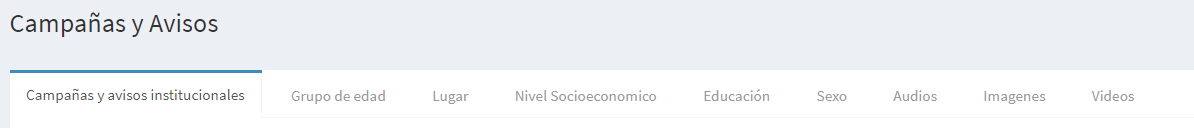 Campañas y Avisos
Campañas y avisos institucionales Grupo de edad Lugar Nivel Socioeconomico Educación Sexo Audios Imagenes Videos